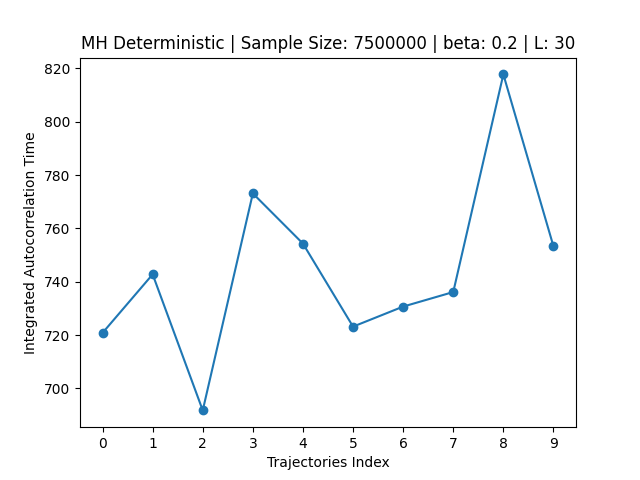 MH Deterministic | Sample Size: 7500000 | beta: 0.2 | L: 30
820
800
780
760
740
720
700
Integrated Autocorrelation Time
0 1 2 3 4 5 6 7 8 9
Trajectories Index